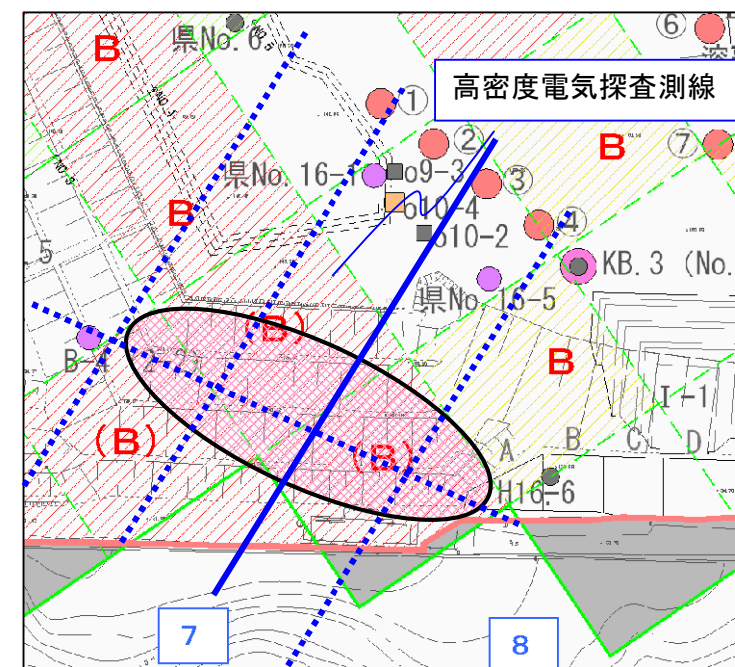 県No. 6
⑥
B
高密度電気探査測線
①
②
⑦
B
県No. 16-1
o9-3
③
B
610-4
④
610-2
5
KB. 3 (No.
県No. 16-5
(B)
B-4
B
I-1
(B)
(B)
A
B
C
D
H16-6
7
8